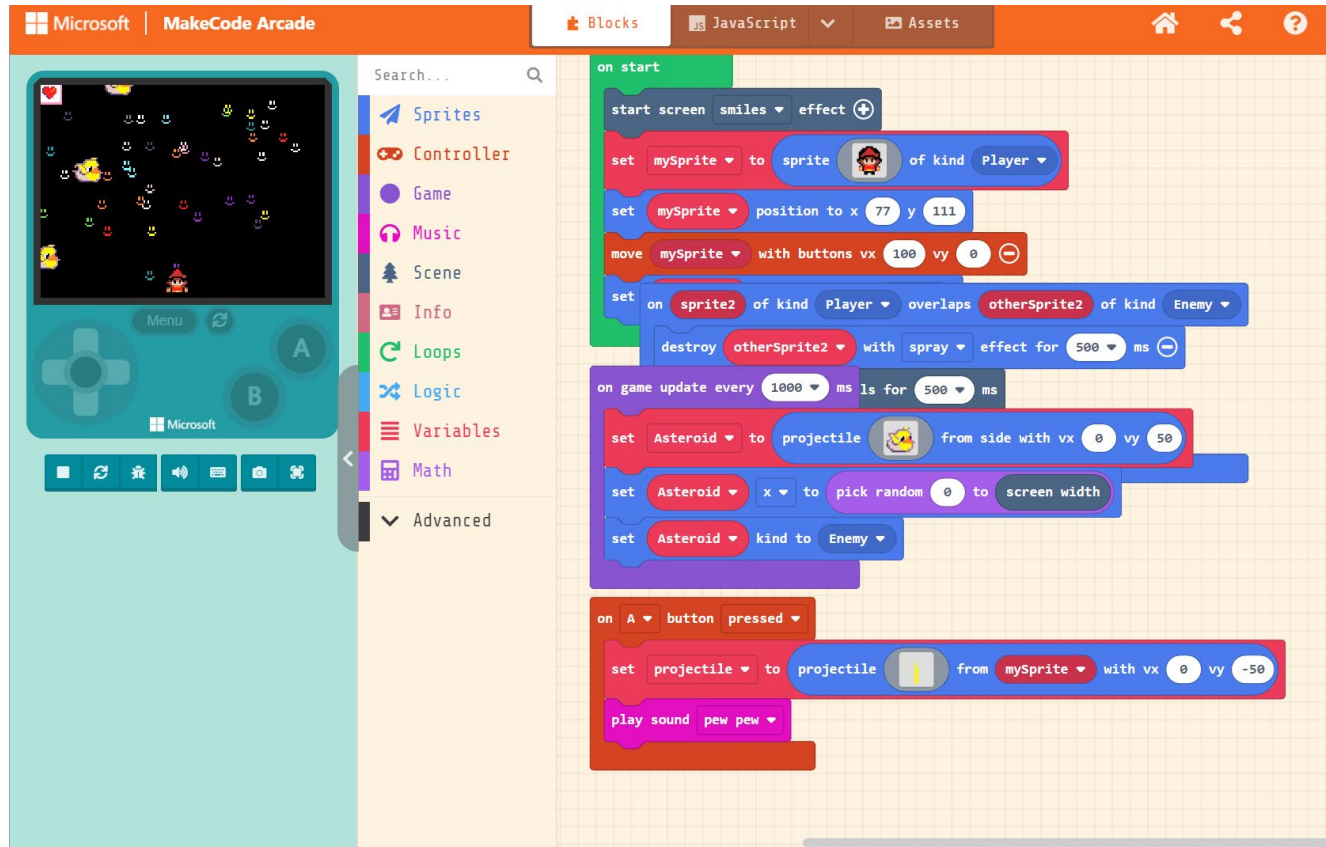 Microsoft | MakeCode Arcade
Blocks
JS JavaScript
Assets
?
Menu
A
B
Microsoft
Search...
Sprites
Controller
Game
Music
Scene
Info
Loops
Logic
Variables
Math
Advanced
on start
start screen smiles effect
set mySprite to sprite of kind Player
set mySprite position to x 77 y 111
move mySprite with buttons vx 100 vy 0
set
on sprite2 of kind Player overlaps otherSprite2 of kind Enemy
destroy otherSprite2 with spray effect for 500 ms
on game update every 1000 ms
ls for 500 ms
set Asteroid to projectile from side with vx 0 vy 50
set Asteroid x to pick random 0 to screen width
set Asteroid kind to Enemy
on A button pressed
set projectile to projectile from mySprite with vx 0 vy -50
play sound pew pew